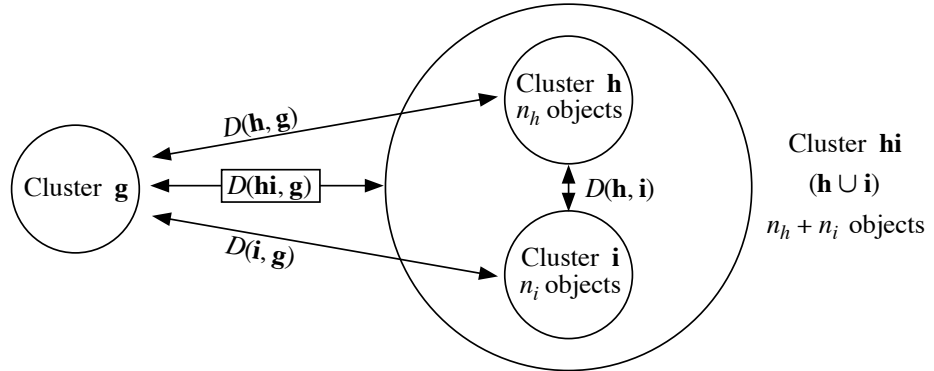 Cluster g
D(h, g)
D(hi, g)
D(i, g)
Cluster h
n_h objects
D(h, i)
Cluster i
n_i objects
Cluster hi
(h ∪ i)
n_h + n_i objects